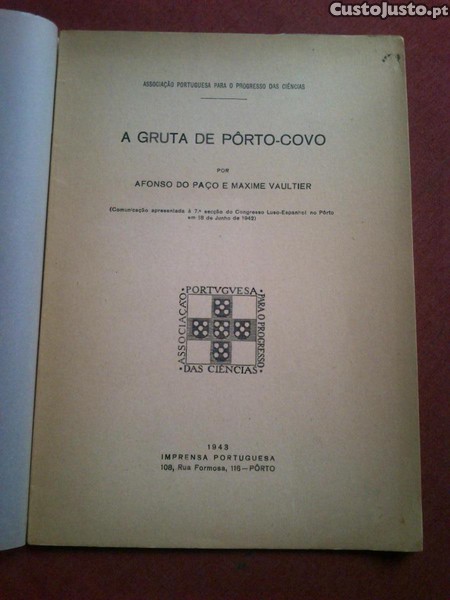 CustoJusto.pt
ASSOCIAÇÃO PORTUGUESA PARA O PROGRESSO DAS CIÊNCIAS
A GRUTA DE PÔRTO-COVO
POR
AFONSO DO PAÇO E MAXIME VAULTIER
(Comunicação apresentada à 7.ª secção do Congresso Luso-Espanhol no Pôrto
em 18 de Junho de 1942)
ASSOCIAÇÃO
PORTVGVESA
PARA O PROGRESSO
DAS CIÊNCIAS
1943
IMPRENSA PORTUGUESA
108, Rua Formosa, 116—PÔRTO